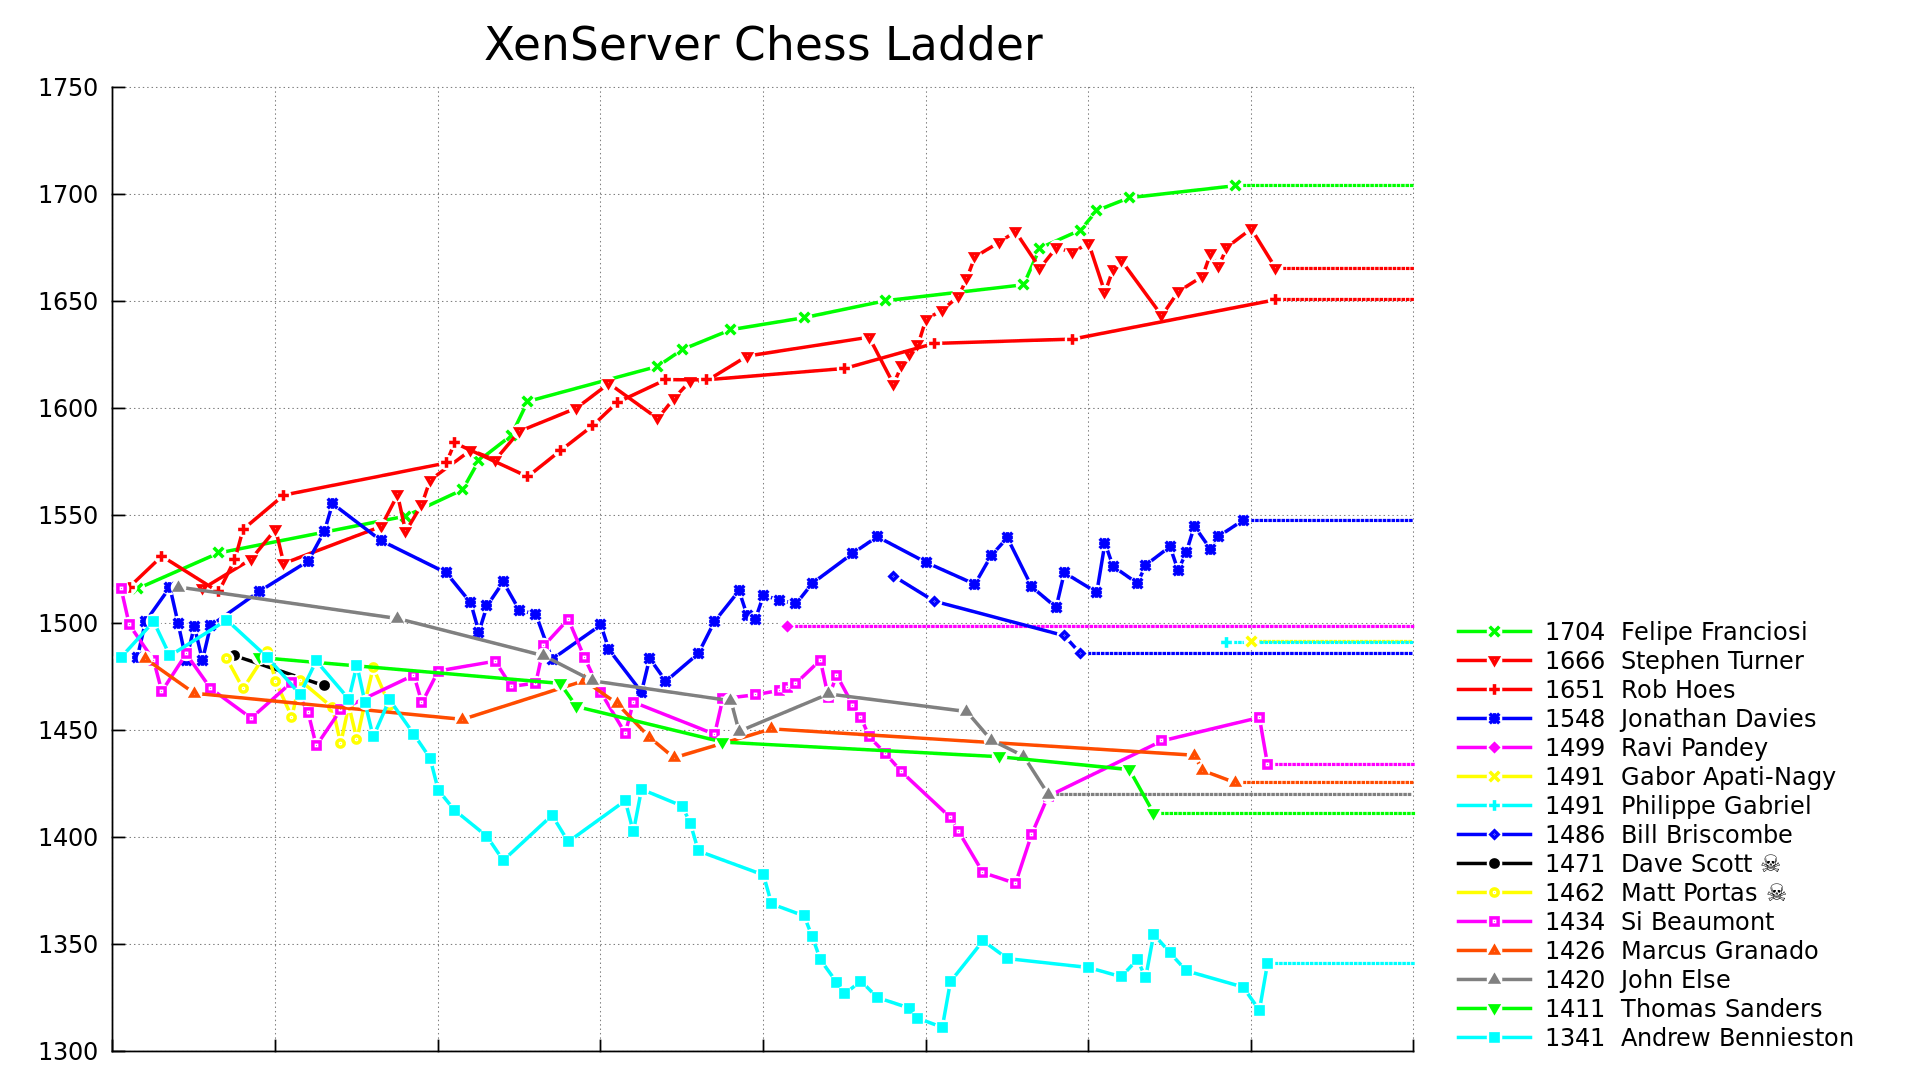 XenServer Chess Ladder
1750
1700
1650
1600
1550
1500
1450
1400
1350
1300
1704 Felipe Franciosi
1666 Stephen Turner
1651 Rob Hoes
1548 Jonathan Davies
1499 Ravi Pandey
1491 Gabor Apati-Nagy
1491 Philippe Gabriel
1486 Bill Briscombe
1471 Dave Scott ☠
1462 Matt Portas ☠
1434 Si Beaumont
1426 Marcus Granado
1420 John Else
1411 Thomas Sanders
1341 Andrew Bennieston